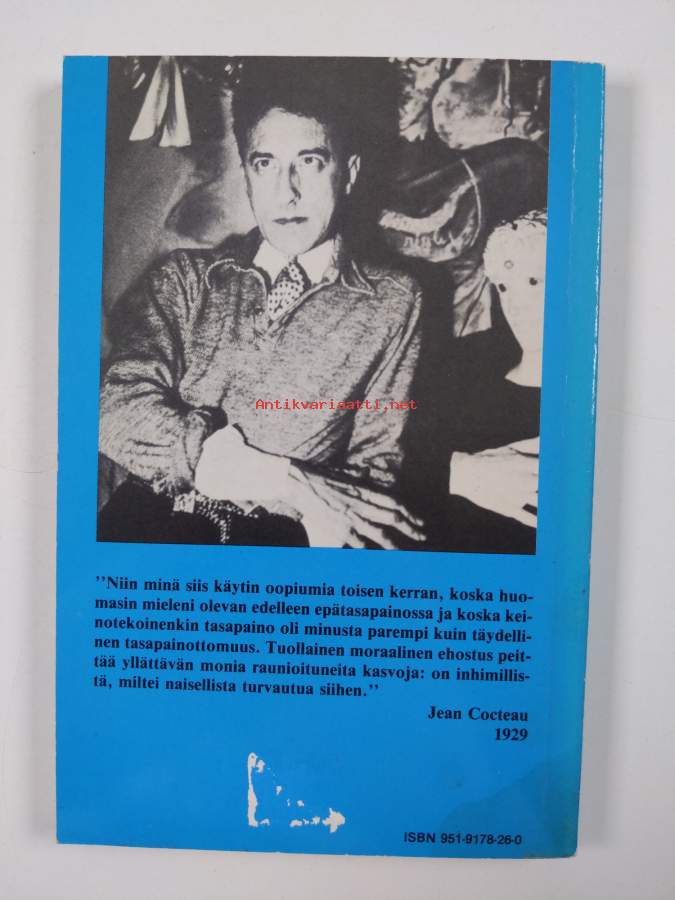 Antikvariaatti.net
"Niin minä siis käytin oopiumia toisen kerran, koska huo-
masin mieleni olevan edelleen epätasapainossa ja koska kei-
notekoinenkin tasapaino oli minusta parempi kuin täydelli-
nen tasapainottomuus. Tuollainen moraalinen ehostus peit-
tää yllättävän monia raunioituneita kasvoja: on inhimillis-
tä, miltei naisellista turvautua siihen."
Jean Cocteau
1929
ISBN 951-9178-26-0